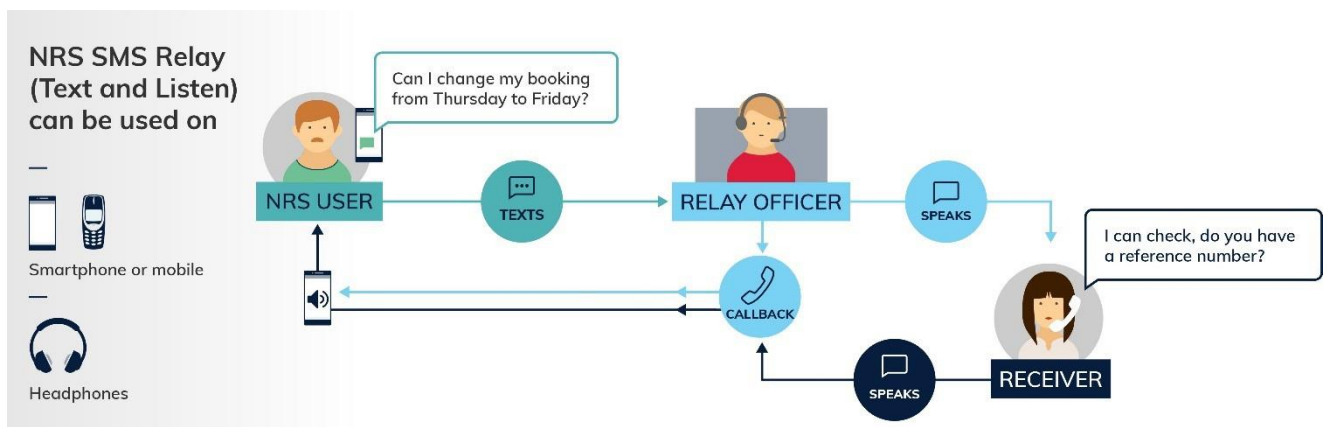 NRS SMS Relay
(Text and Listen)
can be used on
Smartphone or mobile
Headphones
Can I change my booking
from Thursday to Friday?
NRS USER
TEXTS
RELAY OFFICER
SPEAKS
I can check, do you have
a reference number?
CALLBACK
SPEAKS
RECEIVER